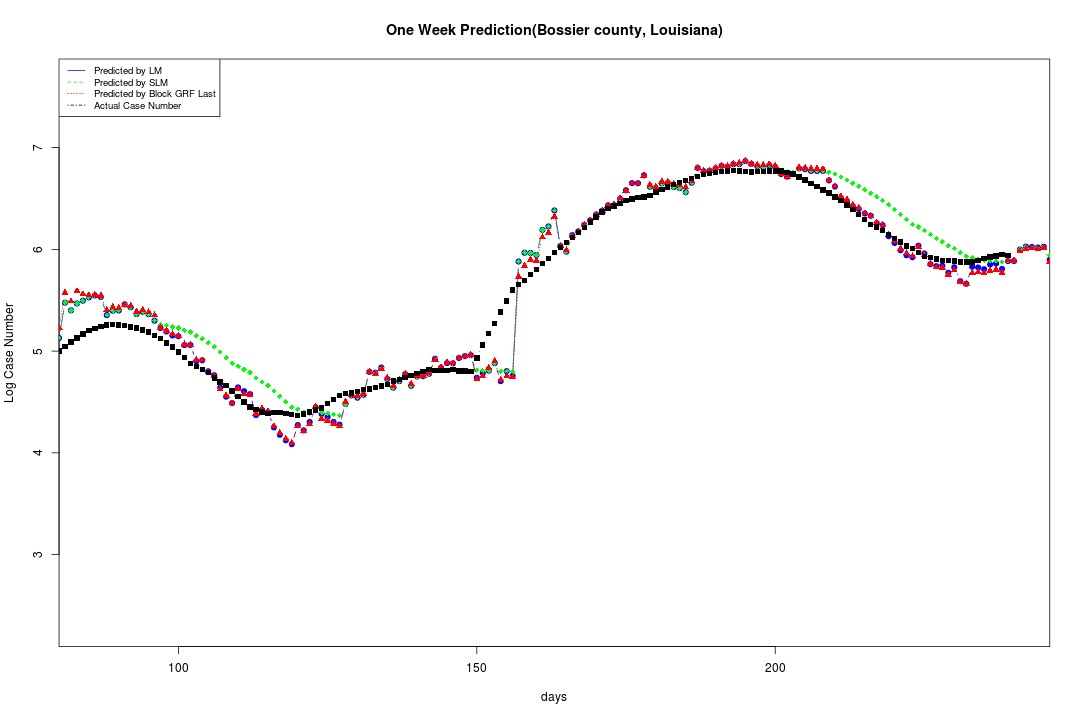 One Week Prediction(Bossier county, Louisiana)
Predicted by LM
Predicted by SLM
Predicted by Block GRF Last
Actual Case Number
7
6
5
4
3
Log Case Number
100 150 200
days